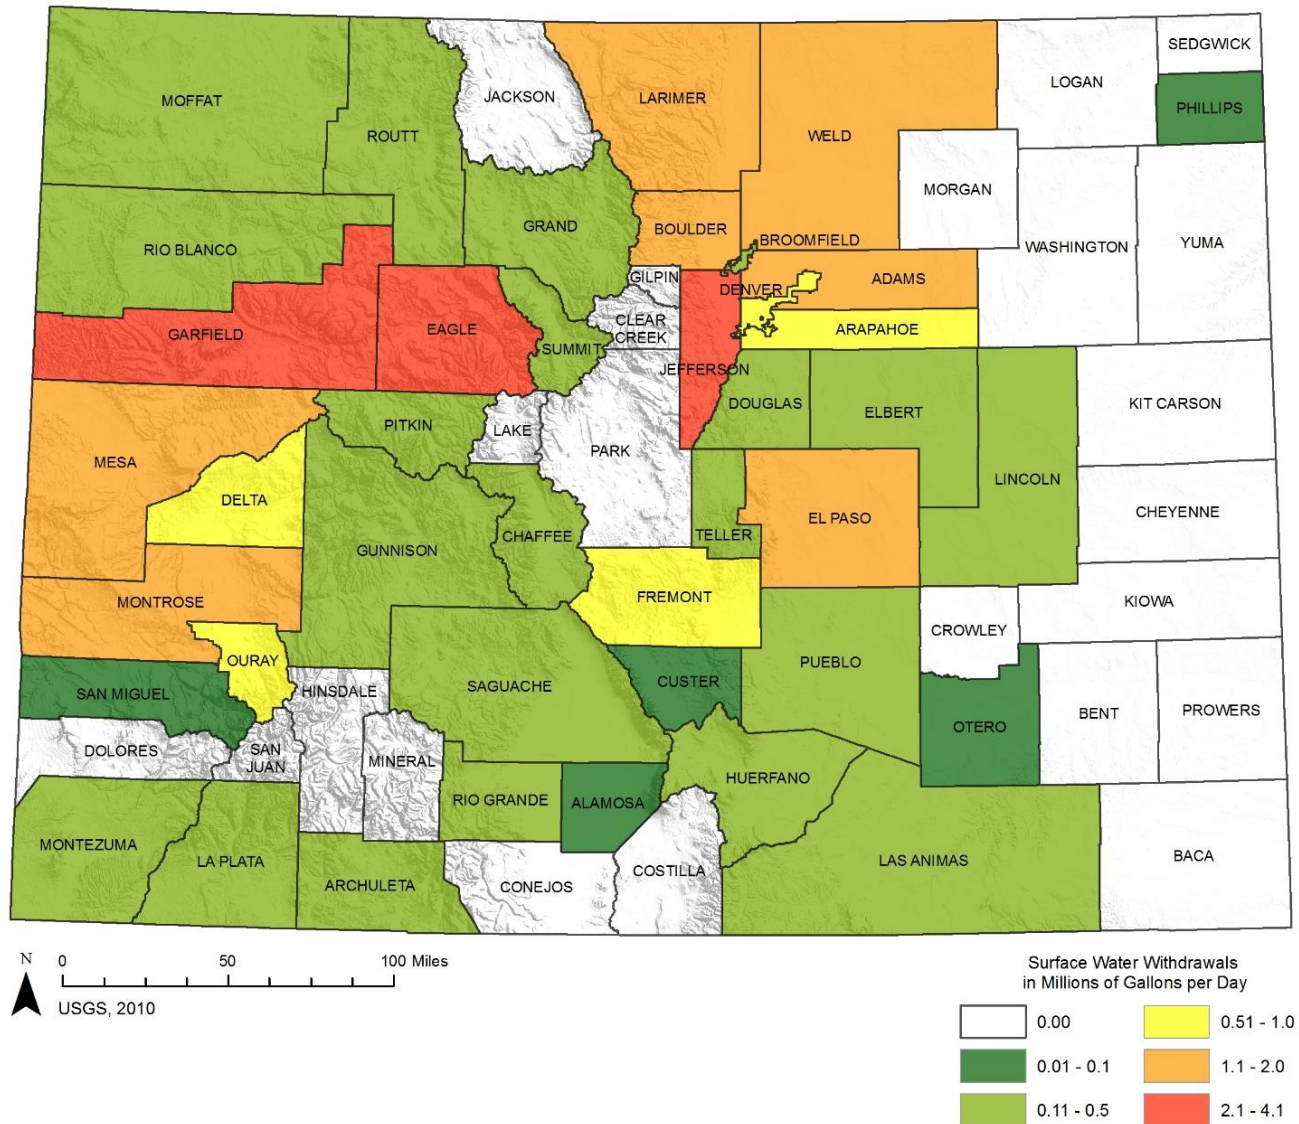 SEDGWICK
LOGAN
JACKSON
LARIMER
MOFFAT
PHILLIPS
ROUTT
WELD
MORGAN
GRAND
BOULDER
BROOMFIELD
WASHINGTON
YUMA
RIO BLANCO
GILPIN
DENVER
ADAMS
CLEAR
CREEK
EAGLE
GARFIELD
ARAPAHOE
SUMMIT
JEFFERSON
DOUGLAS
ELBERT
KIT CARSON
PITKIN
LAKE
PARK
MESA
LINCOLN
DELTA
CHEYENNE
EL PASO
TELLER
CHAFFEE
GUNNISON
MONTROSE
FREMONT
KIOWA
CROWLEY
OURAY
PUEBLO
SAN MIGUEL
HINSDALE
SAGUACHE
CUSTER
BENT
PROWERS
OTERO
DOLORES
SAN
JUAN
MINERAL
HUERFANO
RIO GRANDE
ALAMOSA
MONTEZUMA
LA PLATA
LAS ANIMAS
BACA
COSTILLA
ARCHULETA
CONEJOS
N
0 50 100 Miles
USGS, 2010
Surface Water Withdrawals
in Millions of Gallons per Day
0.00
0.01 - 0.1
0.11 - 0.5
0.51 - 1.0
1.1 - 2.0
2.1 - 4.1